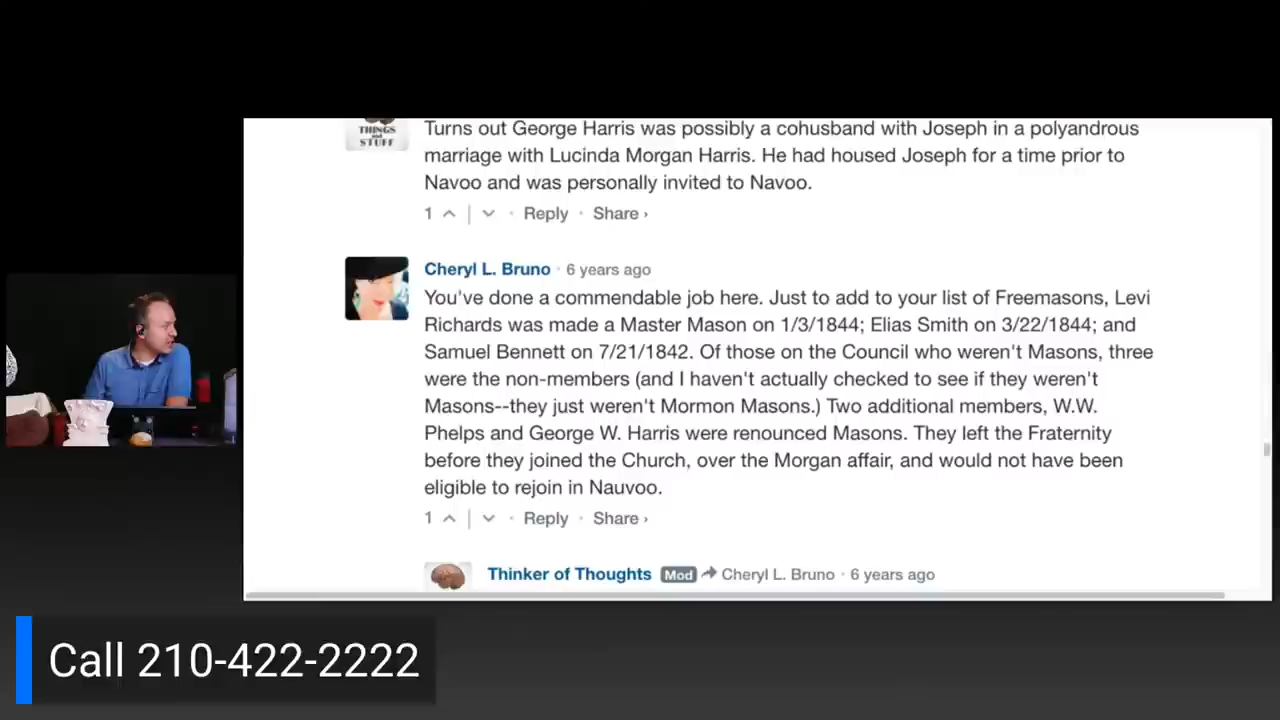 THINGS
and
STUFF
Turns out George Harris was possibly a cohusband with Joseph in a polyandrous
marriage with Lucinda Morgan Harris. He had housed Joseph for a time prior to
Navoo and was personally invited to Navoo.
1 Reply Share ›
Cheryl L. Bruno · 6 years ago
You've done a commendable job here. Just to add to your list of Freemasons, Levi
Richards was made a Master Mason on 1/3/1844; Elias Smith on 3/22/1844; and
Samuel Bennett on 7/21/1842. Of those on the Council who weren't Masons, three
were the non-members (and I haven't actually checked to see if they weren't
Masons--they just weren't Mormon Masons.) Two additional members, W.W.
Phelps and George W. Harris were renounced Masons. They left the Fraternity
before they joined the Church, over the Morgan affair, and would not have been
eligible to rejoin in Nauvoo.
1 Reply Share ›
Thinker of Thoughts Mod Cheryl L. Bruno · 6 years ago
Call 210-422-2222